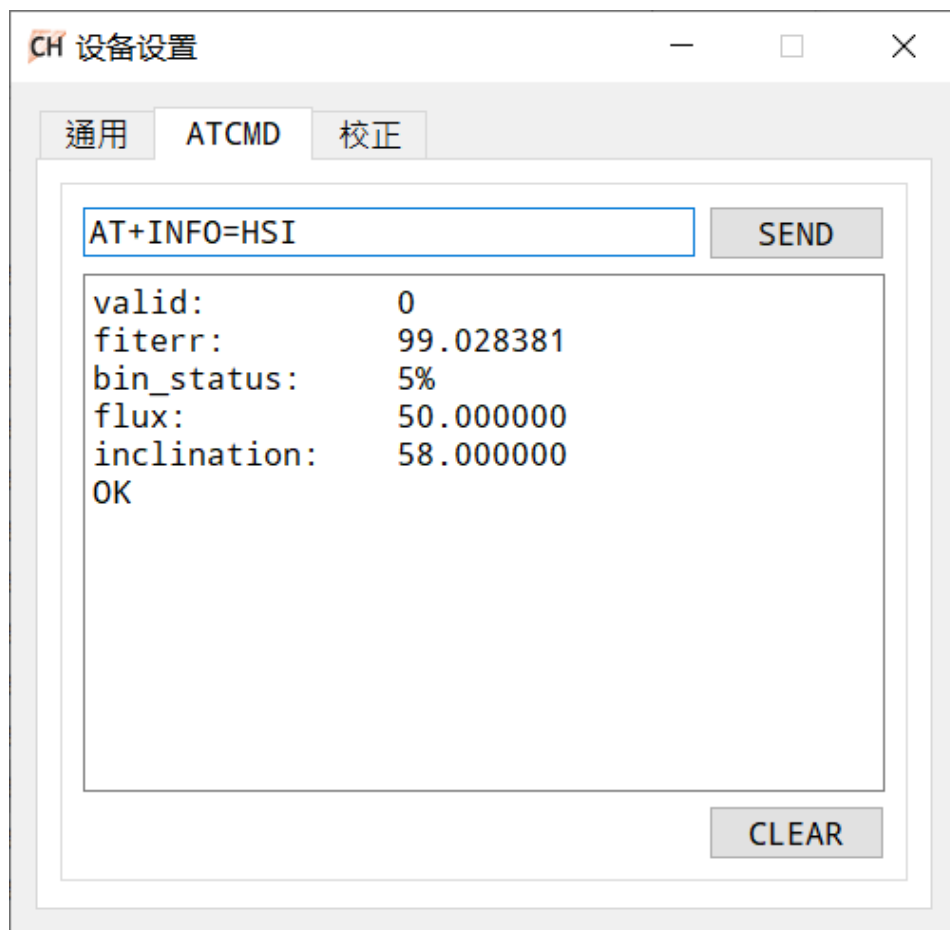 CH 设备设置
通用 ATCMD 校正
AT+INFO=HSI SEND
valid: 0
fiterr: 99.028381
bin_status: 5%
flux: 50.000000
inclination: 58.000000
OK
CLEAR